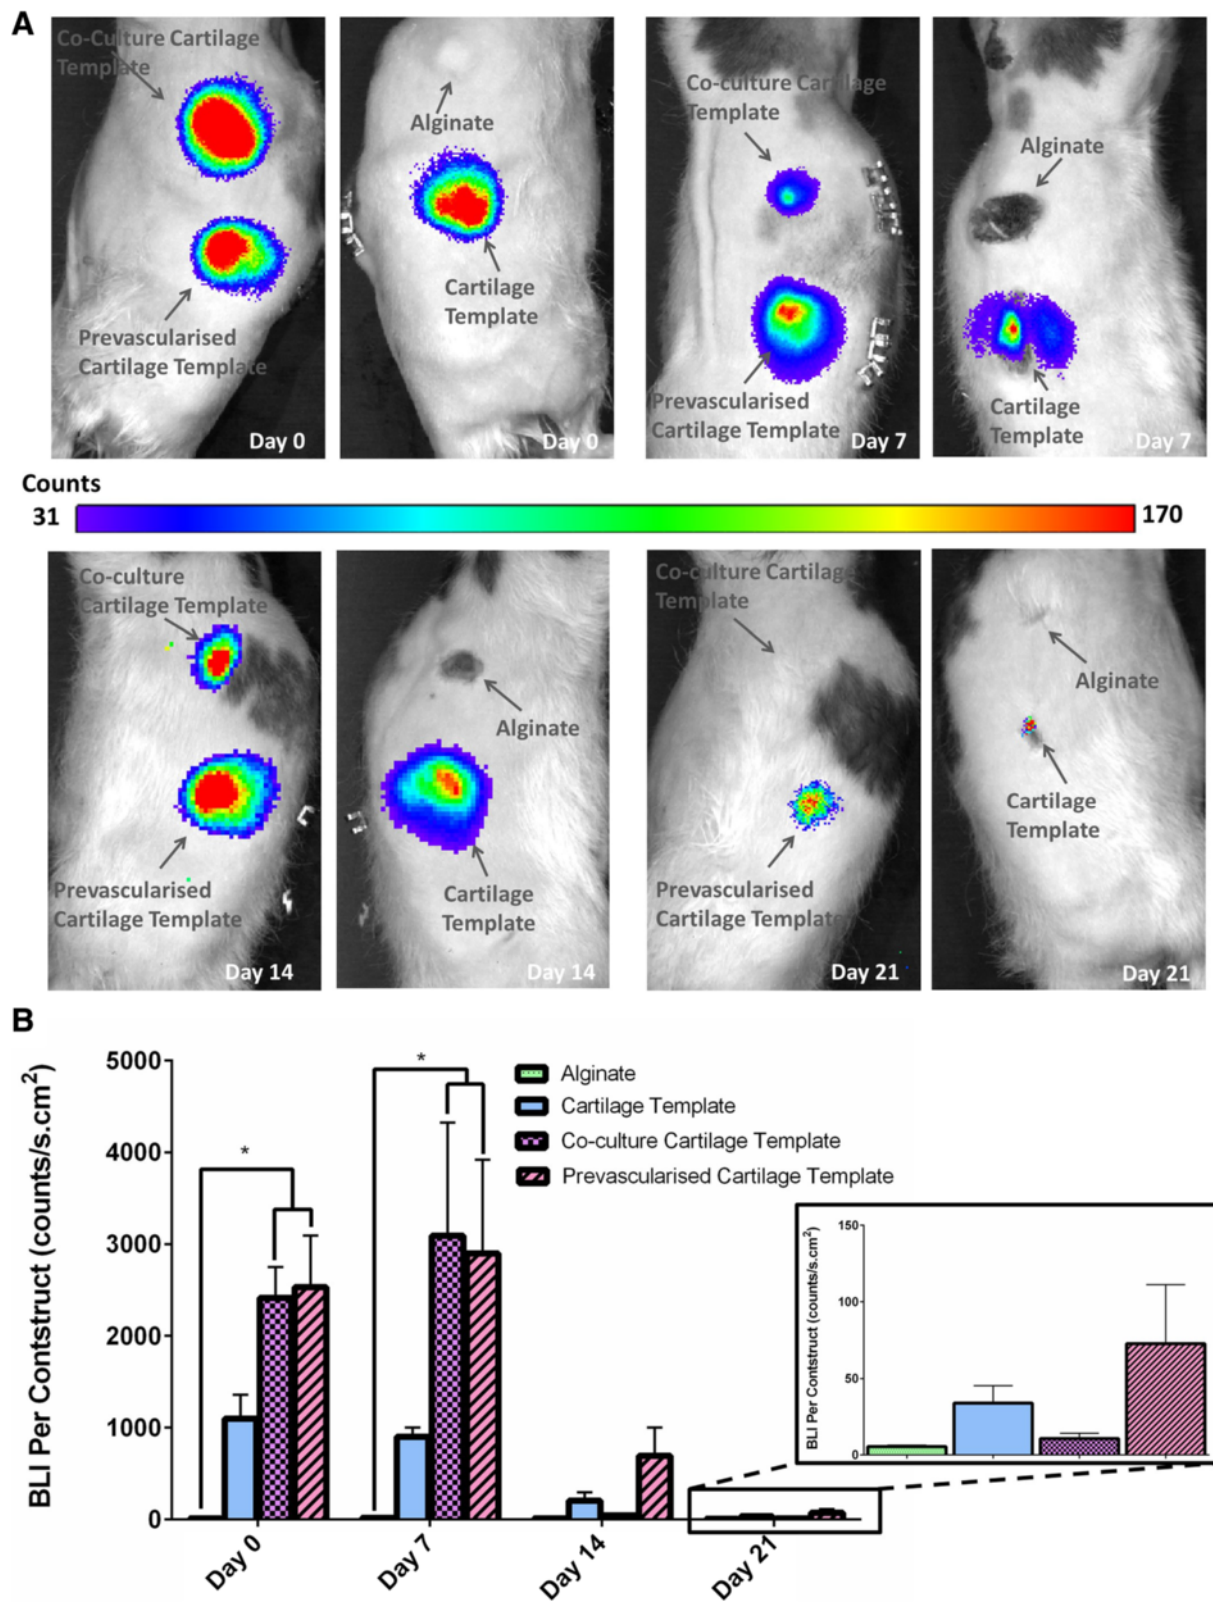 A
Co-Culture Cartilage
Template
Alginate
Cartilage
Template
Prevascularised
Cartilage Template
Day 0
Day 0
Co-culture Cartilage
Template
Alginate
Prevascularised
Cartilage Template
Cartilage
Template
Day 7
Day 7
Counts
31
170
Co-culture
Cartilage Template
Alginate
Prevascularised
Cartilage Template
Cartilage
Template
Day 14
Day 14
Co-culture Cartilage
Template
Alginate
Cartilage
Template
Prevascularised
Cartilage Template
Day 21
Day 21
B
BLI Per Contstruct (counts/s.cm²)
5000
4000
3000
2000
1000
0
*
*
Alginate
Cartilage Template
Co-culture Cartilage Template
Prevascularised Cartilage Template
BLI Per Contstruct (counts/s.cm²)
150
100
50
0
Day 0
Day 7
Day 14
Day 21